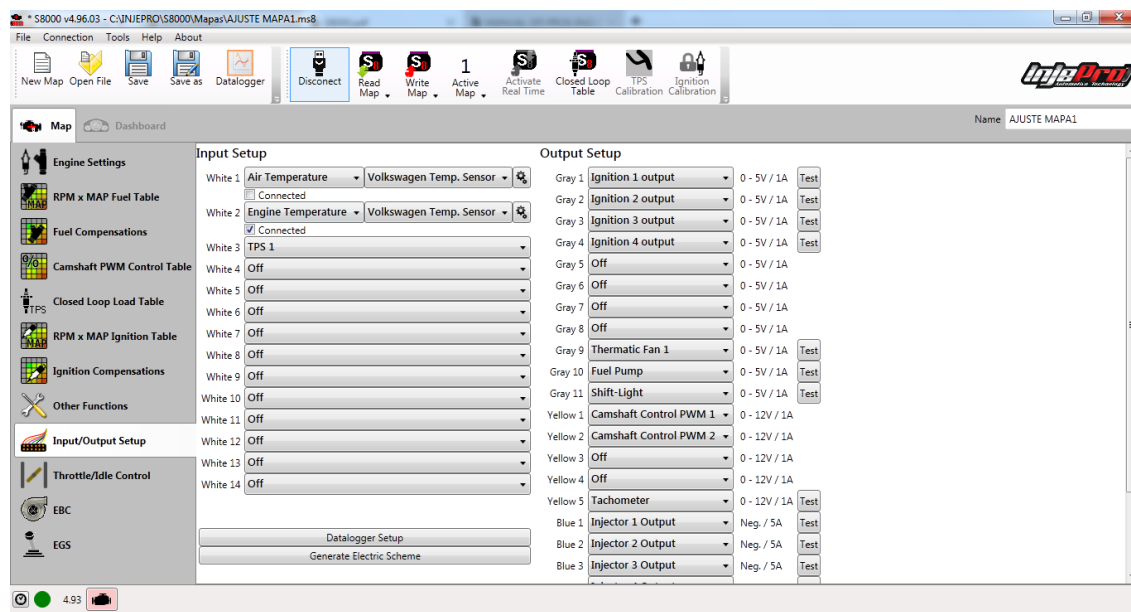 * S8000 v4.96.03 - C:\INJEPRO\S8000\Mapas\AJUSTE MAPA1.ms8
File Connection Tools Help About
New Map Open File Save Save as Datalogger Disconect Read Map Write Map 1 Active Map Activate Real Time Closed Loop Table TPS Calibration Ignition Calibration
InjePro
Automotive Technology
Map Dashboard Name AJUSTE MAPA1
Engine Settings
RPM x MAP Fuel Table
Fuel Compensations
Camshaft PWM Control Table
Closed Loop Load Table
RPM x MAP Ignition Table
Ignition Compensations
Other Functions
Input/Output Setup
Throttle/Idle Control
EBC
EGS
Input Setup
White 1 Air Temperature Volkswagen Temp. Sensor
Connected
White 2 Engine Temperature Volkswagen Temp. Sensor
Connected
White 3 TPS 1
White 4 Off
White 5 Off
White 6 Off
White 7 Off
White 8 Off
White 9 Off
White 10 Off
White 11 Off
White 12 Off
White 13 Off
White 14 Off
Datalogger Setup
Generate Electric Scheme
Output Setup
Gray 1 Ignition 1 output 0 - 5V / 1A Test
Gray 2 Ignition 2 output 0 - 5V / 1A Test
Gray 3 Ignition 3 output 0 - 5V / 1A Test
Gray 4 Ignition 4 output 0 - 5V / 1A Test
Gray 5 Off 0 - 5V / 1A
Gray 6 Off 0 - 5V / 1A
Gray 7 Off 0 - 5V / 1A
Gray 8 Off 0 - 5V / 1A
Gray 9 Thermatic Fan 1 0 - 5V / 1A Test
Gray 10 Fuel Pump 0 - 5V / 1A Test
Gray 11 Shift-Light 0 - 5V / 1A Test
Yellow 1 Camshaft Control PWM 1 0 - 12V / 1A
Yellow 2 Camshaft Control PWM 2 0 - 12V / 1A
Yellow 3 Off 0 - 12V / 1A
Yellow 4 Off 0 - 12V / 1A
Yellow 5 Tachometer 0 - 12V / 1A Test
Blue 1 Injector 1 Output Neg. / 5A Test
Blue 2 Injector 2 Output Neg. / 5A Test
Blue 3 Injector 3 Output Neg. / 5A Test
4.93